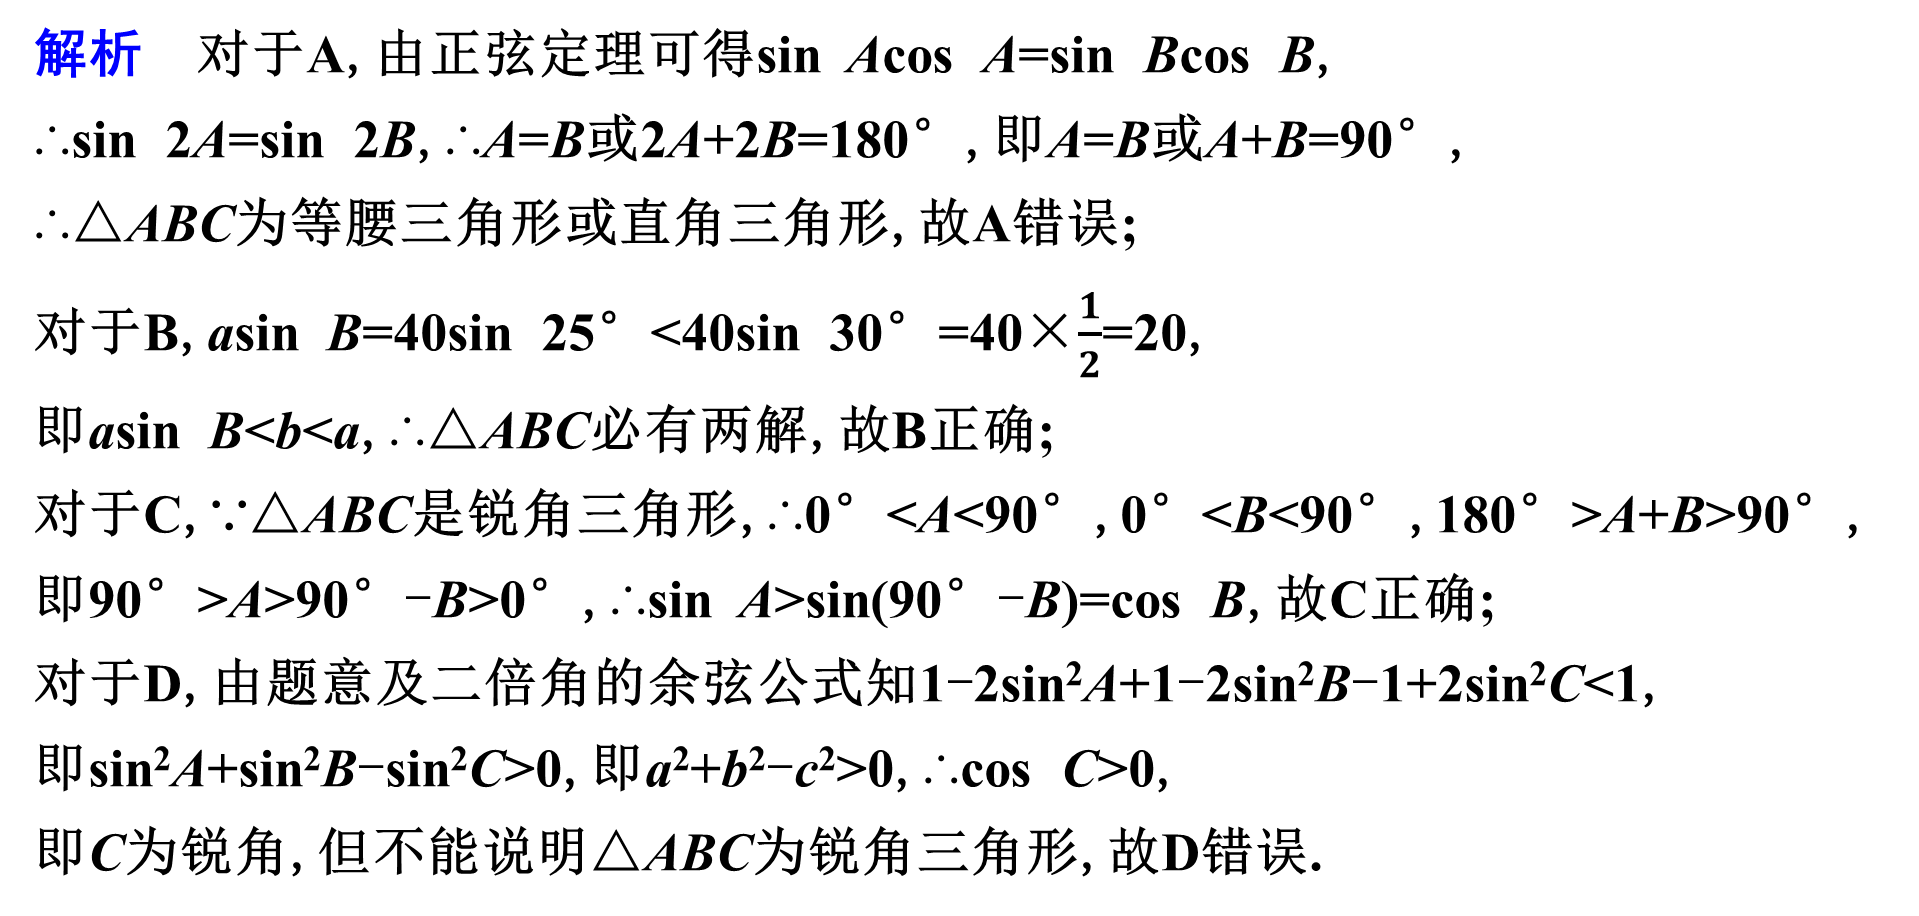 解析 对于A,由正弦定理可得sin Acos A=sin Bcos B,
∴sin 2A=sin 2B,∴A=B或2A+2B=180°,即A=B或A+B=90°,
∴△ABC为等腰三角形或直角三角形,故A错误;
对于B,asin B=40sin 25°<40sin 30°=40×1/2=20,
即asin B<b<a,∴△ABC必有两解,故B正确;
对于C,∵△ABC是锐角三角形,∴0°<A<90°,0°<B<90°,180°>A+B>90°,
即90°>A>90°-B>0°,∴sin A>sin(90°-B)=cos B,故C正确;
对于D,由题意及二倍角的余弦公式知1-2sin²A+1-2sin²B-1+2sin²C<1,
即sin²A+sin²B-sin²C>0,即a²+b²-c²>0,∴cos C>0,
即C为锐角,但不能说明△ABC为锐角三角形,故D错误.